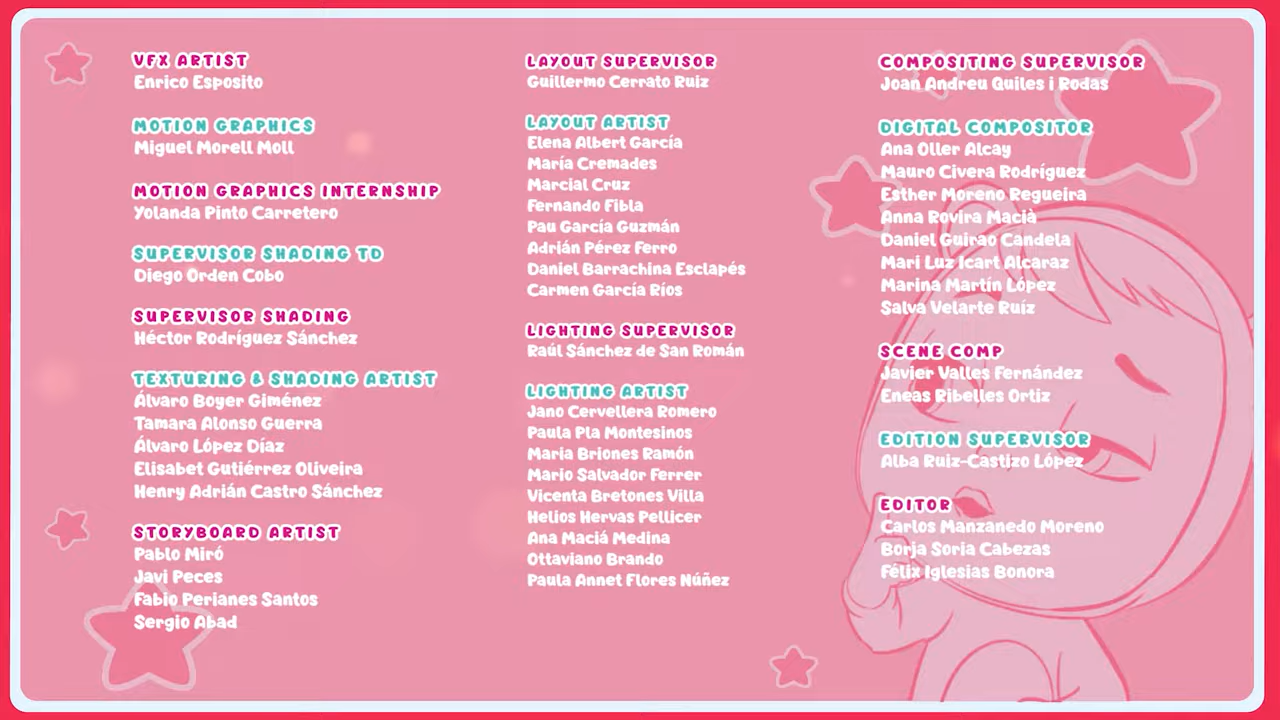 VFX ARTIST
Enrico Esposito
MOTION GRAPHICS
Miguel Morell Moll
MOTION GRAPHICS INTERNSHIP
Yolanda Pinto Carretero
SUPERVISOR SHADING TD
Diego Orden Cobo
SUPERVISOR SHADING
Héctor Rodríguez Sánchez
TEXTURING & SHADING ARTIST
Álvaro Boyer Giménez
Tamara Alonso Guerra
Álvaro López Díaz
Elisabet Gutiérrez Oliveira
Henry Adrián Castro Sánchez
STORYBOARD ARTIST
Pablo Miró
Javi Peces
Fabio Perianes Santos
Sergio Abad
LAYOUT SUPERVISOR
Guillermo Cerrato Ruiz
LAYOUT ARTIST
Elena Albert García
María Cremades
Marcial Cruz
Fernando Fibla
Pau García Guzmán
Adrián Pérez Ferro
Daniel Barrachina Esclapés
Carmen García Ríos
LIGHTING SUPERVISOR
Raúl Sánchez de San Román
LIGHTING ARTIST
Jano Cervellera Romero
Paula Pla Montesinos
Maria Briones Ramón
Mario Salvador Ferrer
Vicenta Bretones Villa
Helios Hervas Pellicer
Ana Maciá Medina
Ottaviano Brando
Paula Annet Flores Núñez
COMPOSITING SUPERVISOR
Joan Andreu Quiles i Rodas
DIGITAL COMPOSITOR
Ana Oller Alcay
Mauro Civera Rodríguez
Esther Moreno Regueira
Anna Rovira Macià
Daniel Guirao Candela
Mari Luz Icart Alcaraz
Marina Martín López
Salva Velarte Ruíz
SCENE COMP
Javier Valles Fernández
Eneas Ribelles Ortiz
EDITION SUPERVISOR
Alba Ruiz-Castizo López
EDITOR
Carlos Manzanedo Moreno
Borja Soria Cabezas
Félix Iglesias Bonora